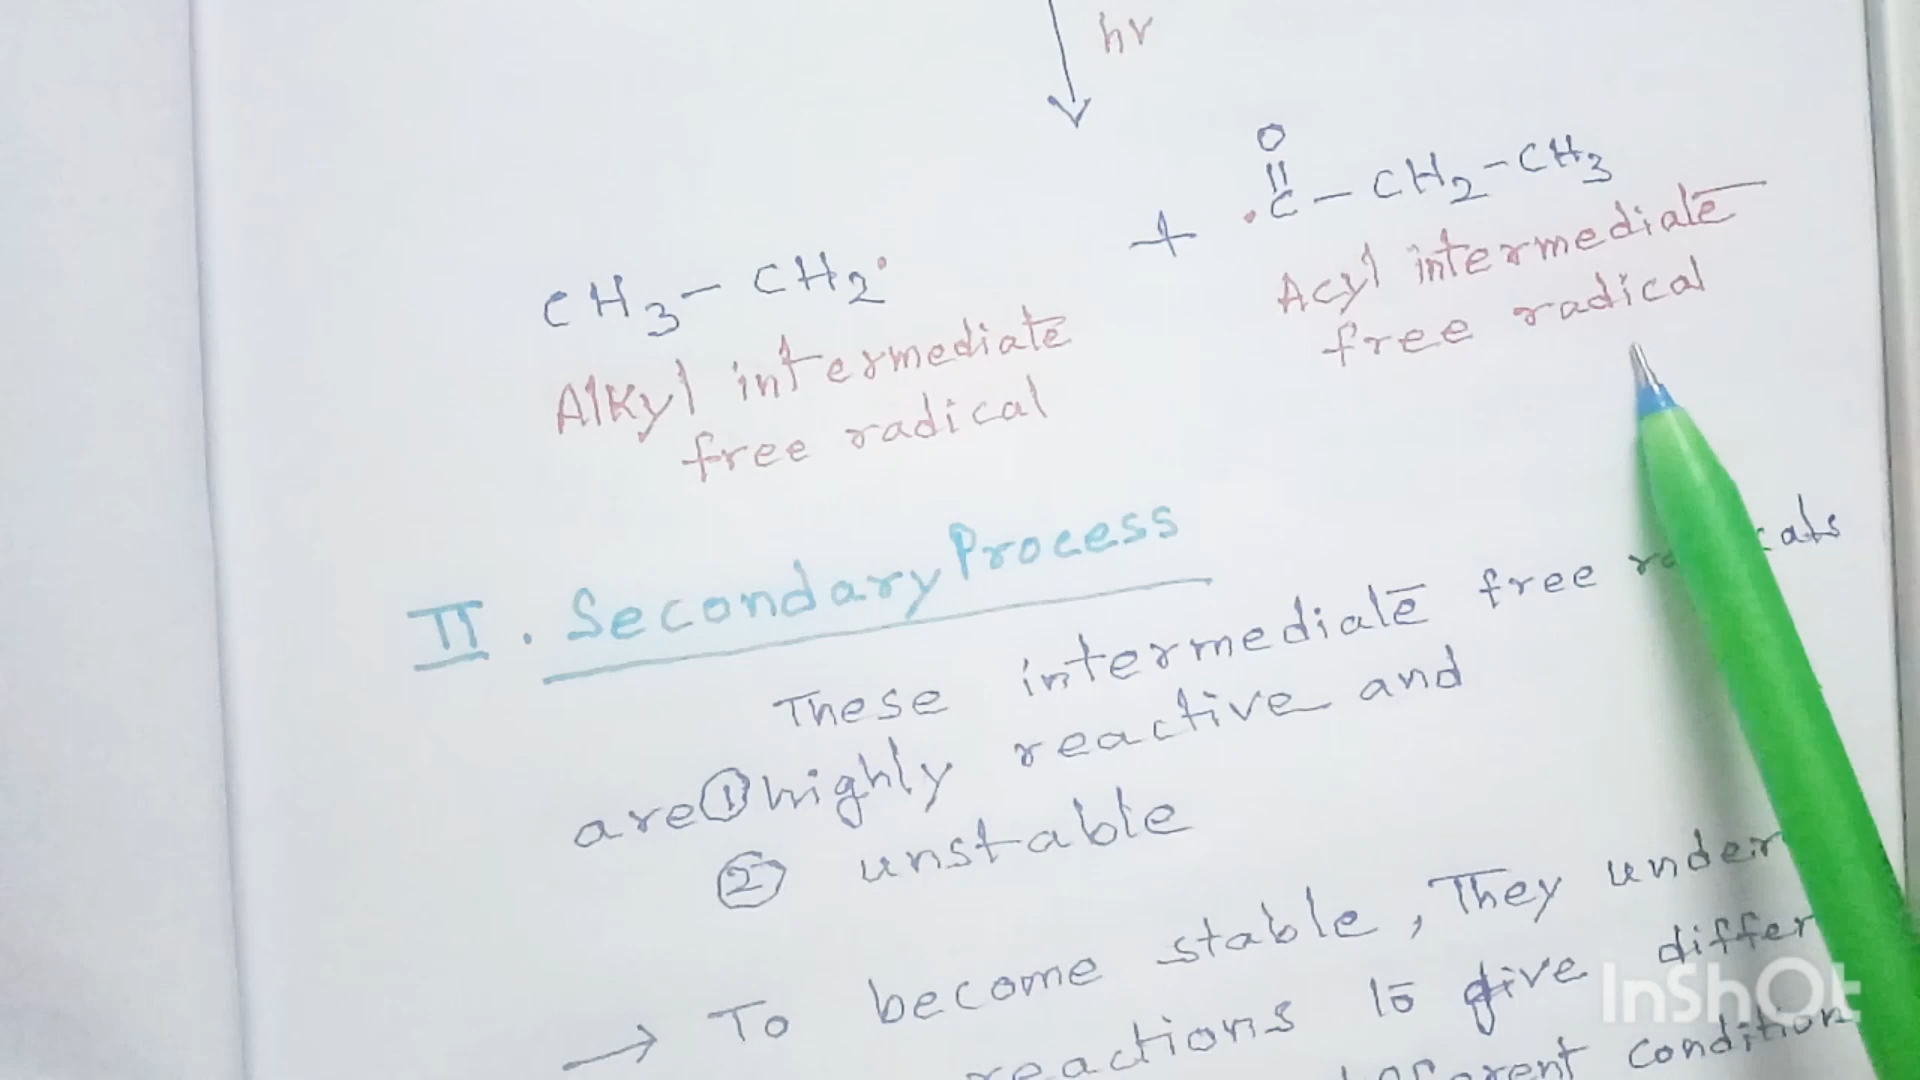 hν
O
||
CH3 – CH2• + •C – CH2 – CH3
Alkyl intermediate
free radical
Acyl intermediate
free radical
II. Secondary Process
These intermediate free
are ① highly reactive and
② unstable
→ To become stable, They
reactions to give
condition
InShOt